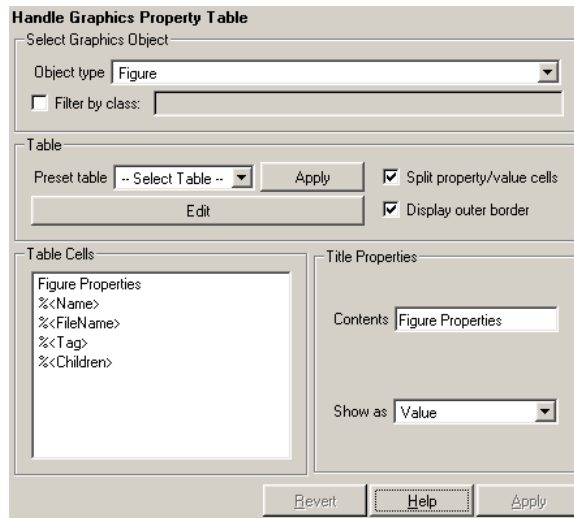 Handle Graphics Property Table
Select Graphics Object
Object type Figure
Filter by class:
Table
Preset table -- Select Table -- Apply Split property/value cells
Edit Display outer border
Table Cells Title Properties
Figure Properties
%<Name>
%<FileName>
%<Tag>
%<Children>
Contents Figure Properties
Show as Value
Revert Help Apply